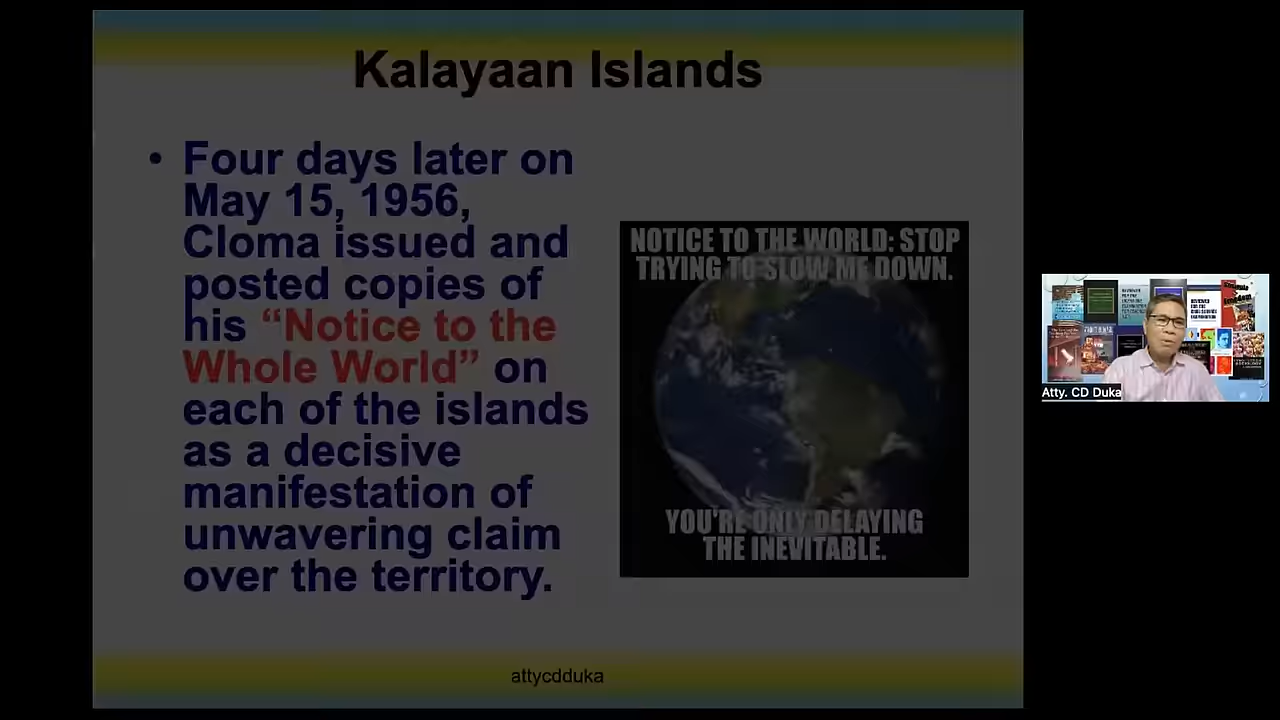 Kalayaan Islands
• Four days later on
May 15, 1956,
Cloma issued and
posted copies of
his “Notice to the
Whole World” on
each of the islands
as a decisive
manifestation of
unwavering claim
over the territory.
NOTICE TO THE WORLD: STOP
TRYING TO SLOW ME DOWN.
YOU'RE ONLY DELAYING
THE INEVITABLE.
attycdduka
Atty. CD Duka